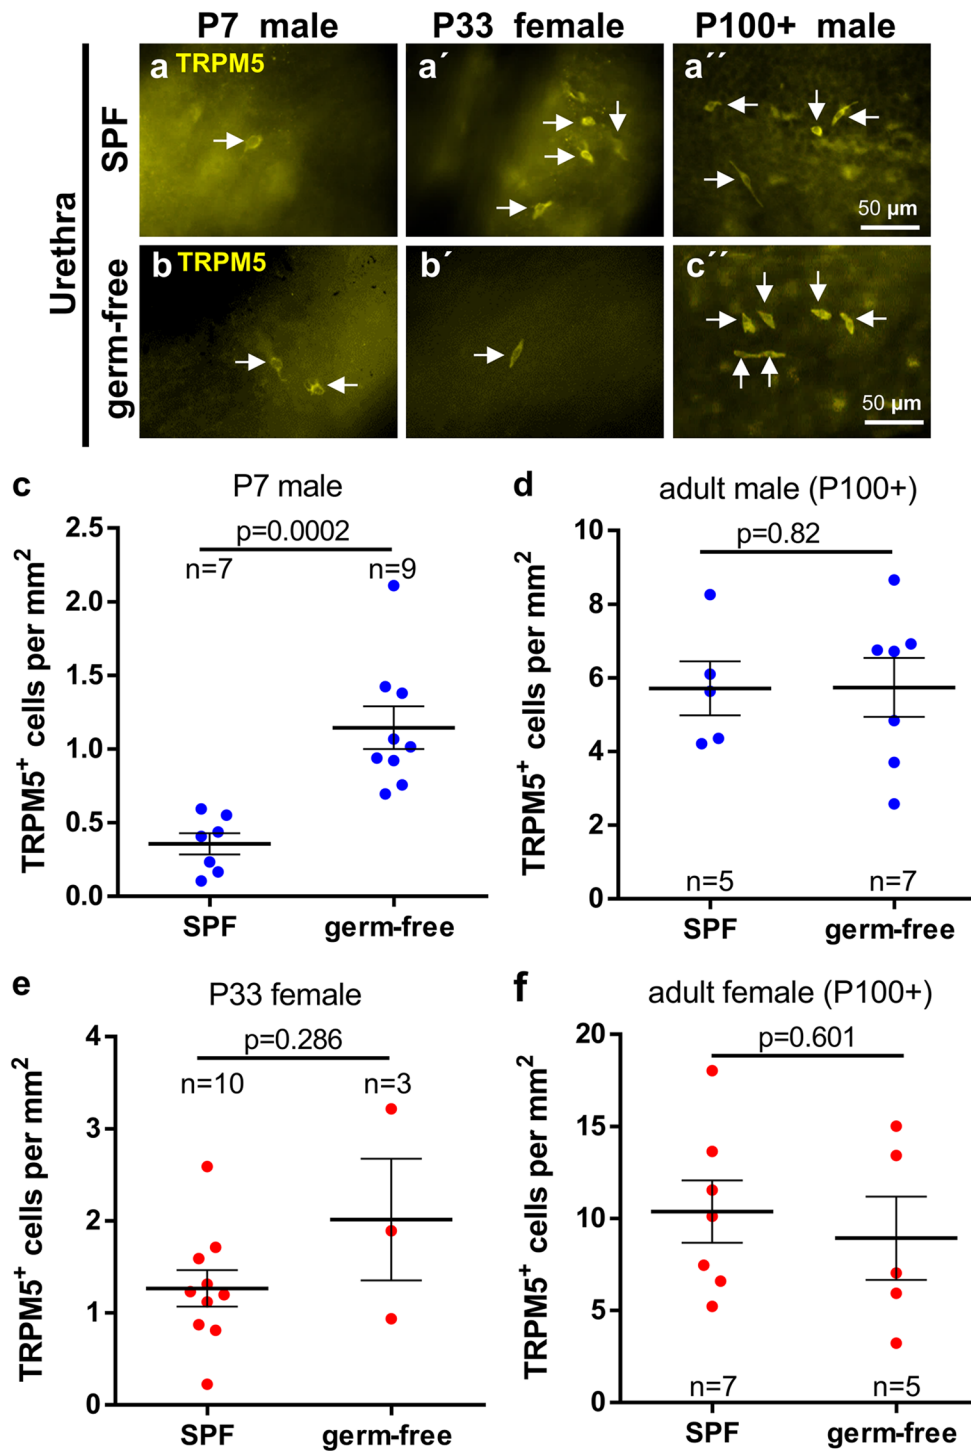 P7 male P33 female P100+ male
Urethra
SPF
a TRPM5 a´ a´´
50 µm
germ-free
b TRPM5 b´ c´´
50 µm
c P7 male
TRPM5⁺ cells per mm²
p=0.0002
n=7 n=9
2.5
2.0
1.5
1.0
0.5
0.0
SPF germ-free
d adult male (P100+)
TRPM5⁺ cells per mm²
p=0.82
10
8
6
4
2
0
n=5 n=7
SPF germ-free
e P33 female
TRPM5⁺ cells per mm²
p=0.286
n=10 n=3
4
3
2
1
0
SPF germ-free
f adult female (P100+)
TRPM5⁺ cells per mm²
p=0.601
20
15
10
5
0
n=7 n=5
SPF germ-free